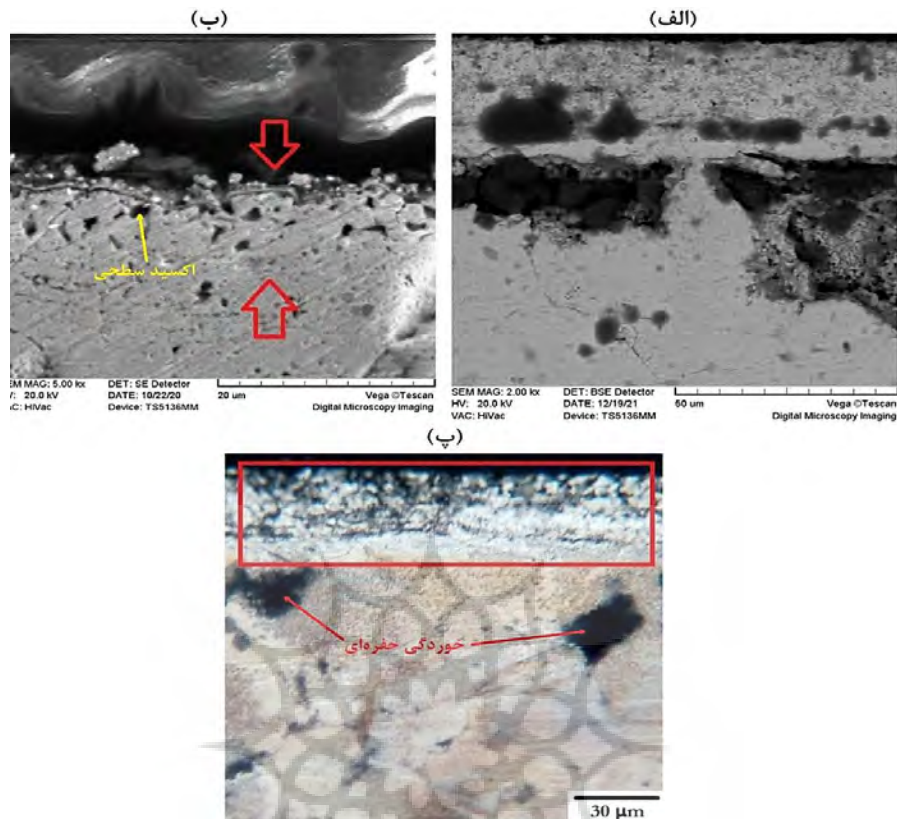 (الف)
(ب)
اکسید سطحی
SEM MAG: 5.00 kx DET: SE Detector
V: 20.0 kV DATE: 10/22/20 20 um Vega ©Tescan
AC: HiVac Device: TS5136MM Digital Microscopy Imaging
SEM MAG: 2.00 kx DET: BSE Detector
HV: 20.0 kV DATE: 12/19/21 50 um Vega ©Tescan
VAC: HiVac Device: TS5136MM Digital Microscopy Imaging
(پ)
خوردگی حفره‌ای
30 µm